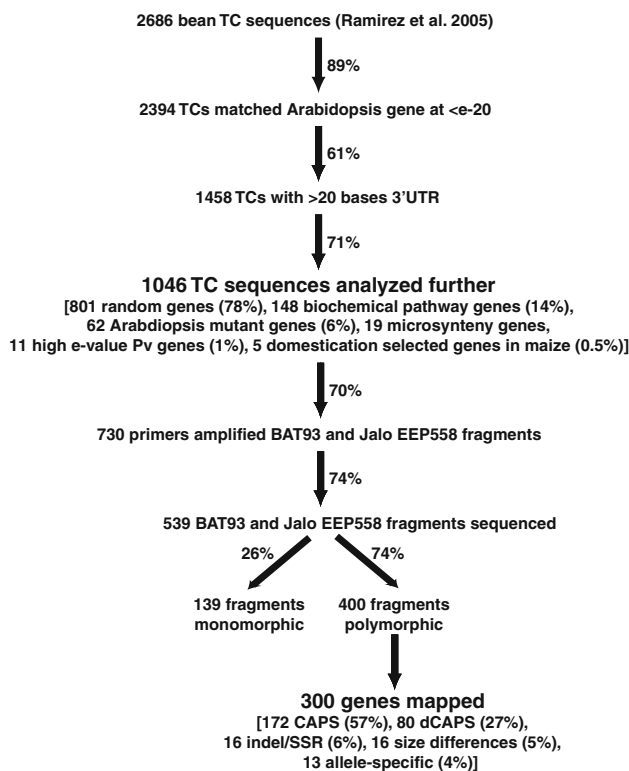 2686 bean TC sequences (Ramirez et al. 2005)
89%
2394 TCs matched Arabidopsis gene at <e-20
61%
1458 TCs with >20 bases 3'UTR
71%
1046 TC sequences analyzed further
[801 random genes (78%), 148 biochemical pathway genes (14%),
62 Arabdiopsis mutant genes (6%), 19 microsynteny genes,
11 high e-value Pv genes (1%), 5 domestication selected genes in maize (0.5%)]
70%
730 primers amplified BAT93 and Jalo EEP558 fragments
74%
539 BAT93 and Jalo EEP558 fragments sequenced
26%
74%
139 fragments
monomorphic
400 fragments
polymorphic
300 genes mapped
[172 CAPS (57%), 80 dCAPS (27%),
16 indel/SSR (6%), 16 size differences (5%),
13 allele-specific (4%)]